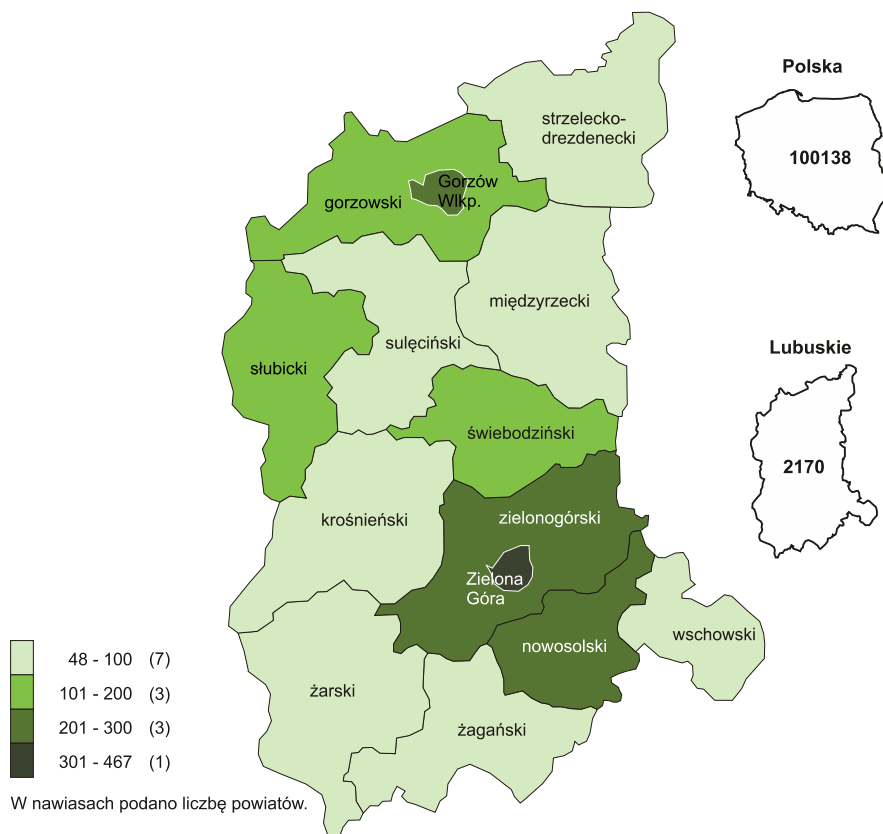 Polska
100138
strzelecko-
drezdenecki
Gorzów
Wlkp.
gorzowski
międzyrzecki
sulęciński
słubicki
Lubuskie
2170
świebodziński
krośnieński
zielonogórski
Zielona
Góra
nowosolski
wschowski
żarski
żagański
48 - 100 (7)
101 - 200 (3)
201 - 300 (3)
301 - 467 (1)
W nawiasach podano liczbę powiatów.